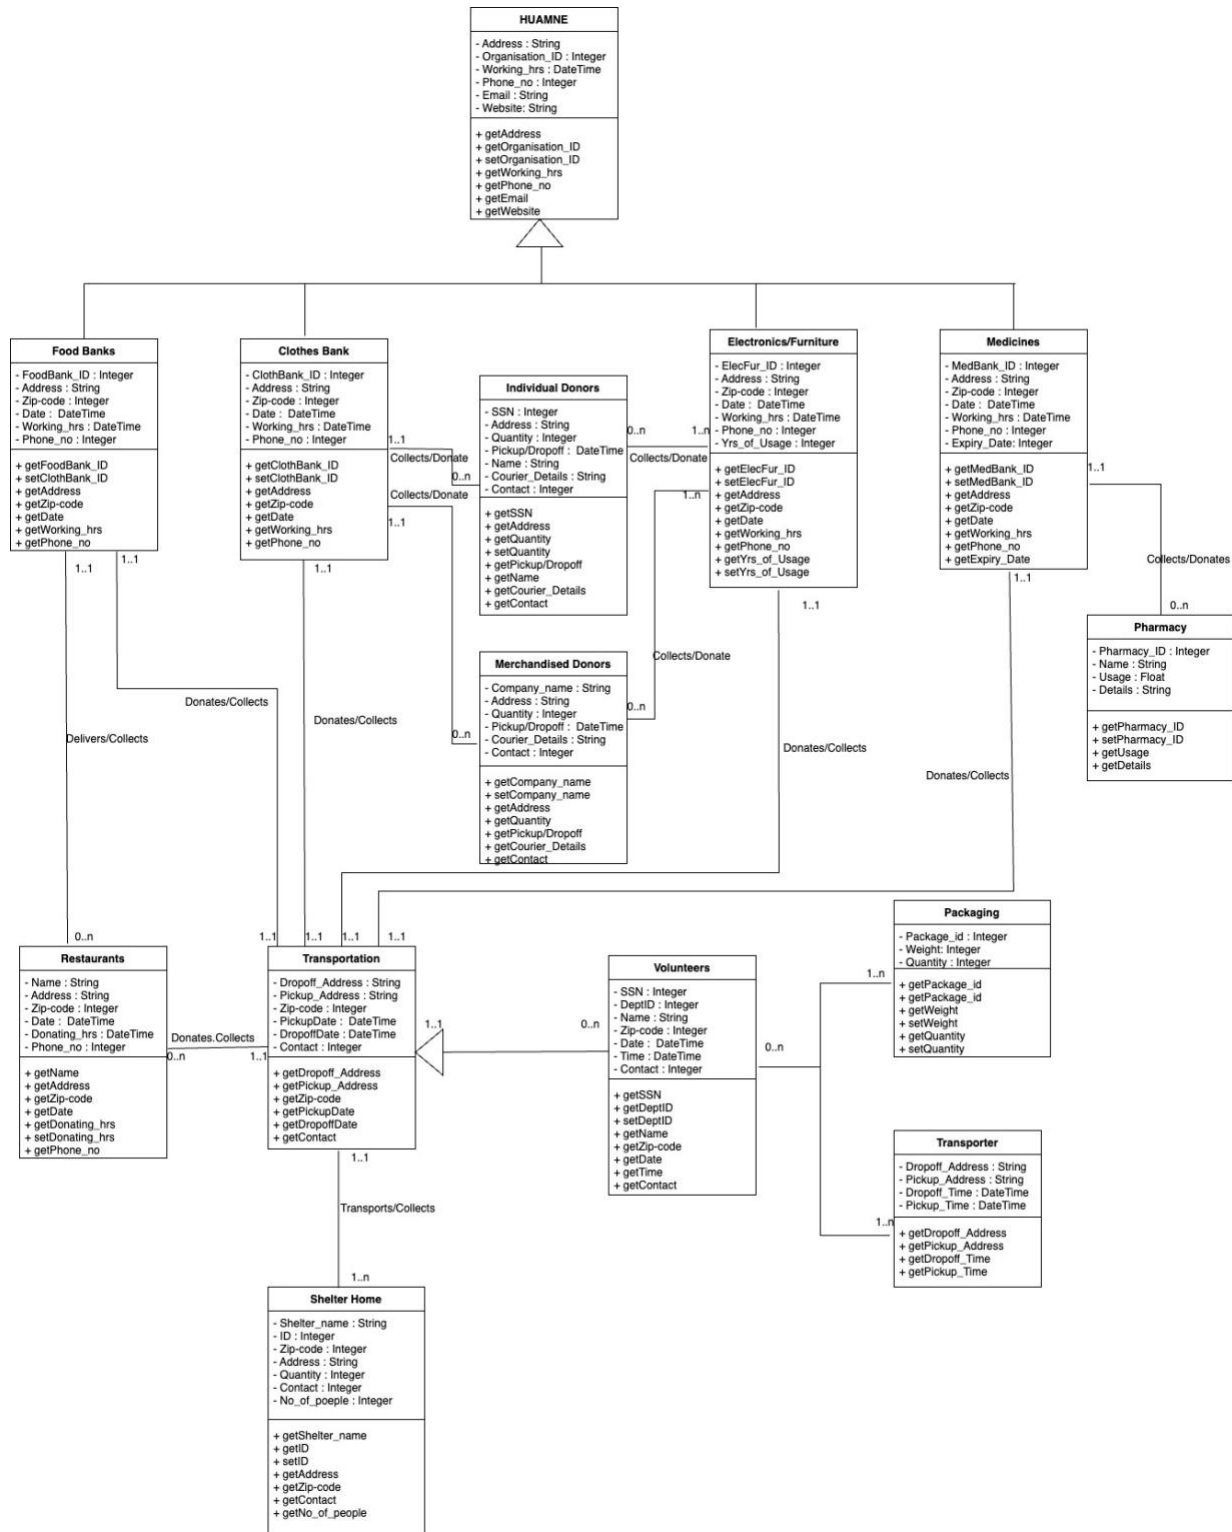 HUAMNE
- Address : String
- Organisation_ID : Integer
- Working_hrs : DateTime
- Phone_no : Integer
- Email : String
- Website: String
+ getAddress
+ getOrganisation_ID
+ setOrganisation_ID
+ getWorking_hrs
+ getPhone_no
+ getEmail
+ getWebsite
Food Banks
- FoodBank_ID : Integer
- Address : String
- Zip-code : Integer
- Date : DateTime
- Working_hrs : DateTime
- Phone_no : Integer
+ getFoodBank_ID
+ setClothBank_ID
+ getAddress
+ getZip-code
+ getDate
+ getWorking_hrs
+ getPhone_no
1..1
1..1
Clothes Bank
- ClothBank_ID : Integer
- Address : String
- Zip-code : Integer
- Date : DateTime
- Working_hrs : DateTime
- Phone_no : Integer
+ getClothBank_ID
+ setClothBank_ID
+ getAddress
+ getZip-code
+ getDate
+ getWorking_hrs
+ getPhone_no
1..1
1..1
Collects/Donate
0..n
Collects/Donate
1..1
Individual Donors
- SSN : Integer
- Address : String
- Quantity : Integer
- Pickup/Dropoff : DateTime
- Name : String
- Courier_Details : String
- Contact : Integer
+ getSSN
+ getAddress
+ getQuantity
+ setQuantity
+ getPickup/Dropoff
+ getName
+ getCourier_Details
+ getContact
0..n
1..n
Collects/Donate
1..n
Electronics/Furniture
- ElecFur_ID : Integer
- Address : String
- Zip-code : Integer
- Date : DateTime
- Working_hrs : DateTime
- Phone_no : Integer
- Yrs_of_Usage : Integer
+ getElecFur_ID
+ setElecFur_ID
+ getAddress
+ getZip-code
+ getDate
+ getWorking_hrs
+ getPhone_no
+ getYrs_of_Usage
+ setYrs_of_Usage
1..1
Medicines
- MedBank_ID : Integer
- Address : String
- Zip-code : Integer
- Date : DateTime
- Working_hrs : DateTime
- Phone_no : Integer
- Expiry_Date: Integer
+ getMedBank_ID
+ setMedBank_ID
+ getAddress
+ getZip-code
+ getDate
+ getWorking_hrs
+ getPhone_no
+ getExpiry_Date
1..1
1..1
Collects/Donates
0..n
Pharmacy
- Pharmacy_ID : Integer
- Name : String
- Usage : Float
- Details : String
+ getPharmacy_ID
+ setPharmacy_ID
+ getUsage
+ getDetails
Merchandised Donors
- Company_name : String
- Address : String
- Quantity : Integer
- Pickup/Dropoff : DateTime
- Courier_Details : String
- Contact : Integer
+ getCompany_name
+ setCompany_name
+ getAddress
+ getQuantity
+ getPickup/Dropoff
+ getCourier_Details
+ getContact
Collects/Donate
0..n
0..n
Donates/Collects
Delivers/Collects
Donates/Collects
Donates/Collects
Donates/Collects
0..n
1..1
1..1
1..1
1..1
Restaurants
- Name : String
- Address : String
- Zip-code : Integer
- Date : DateTime
- Donating_hrs : DateTime
- Phone_no : Integer
+ getName
+ getAddress
+ getZip-code
+ getDate
+ getDonating_hrs
+ setDonating_hrs
+ getPhone_no
Donates.Collects
0..n
1..1
Transportation
- Dropoff_Address : String
- Pickup_Address : String
- Zip-code : Integer
- PickupDate : DateTime
- DropoffDate : DateTime
- Contact : Integer
+ getDropoff_Address
+ getPickup_Address
+ getZip-code
+ getPickupDate
+ getDropoffDate
+ getContact
1..1
0..n
1..1
Volunteers
- SSN : Integer
- DeptID : Integer
- Name : String
- Zip-code : Integer
- Date : DateTime
- Time : DateTime
- Contact : Integer
+ getSSN
+ getDeptID
+ setDeptID
+ getName
+ getZip-code
+ getDate
+ getTime
+ getContact
0..n
1..n
1..n
Packaging
- Package_id : Integer
- Weight: Integer
- Quantity : Integer
+ getPackage_id
+ getPackage_id
+ getWeight
+ setWeight
+ getQuantity
+ setQuantity
Transporter
- Dropoff_Address : String
- Pickup_Address : String
- Dropoff_Time : DateTime
- Pickup_Time : DateTime
+ getDropoff_Address
+ getPickup_Address
+ getDropoff_Time
+ getPickup_Time
Transports/Collects
1..n
Shelter Home
- Shelter_name : String
- ID : Integer
- Zip-code : Integer
- Address : String
- Quantity : Integer
- Contact : Integer
- No_of_poeple : Integer
+ getShelter_name
+ getID
+ setID
+ getAddress
+ getZip-code
+ getContact
+ getNo_of_people